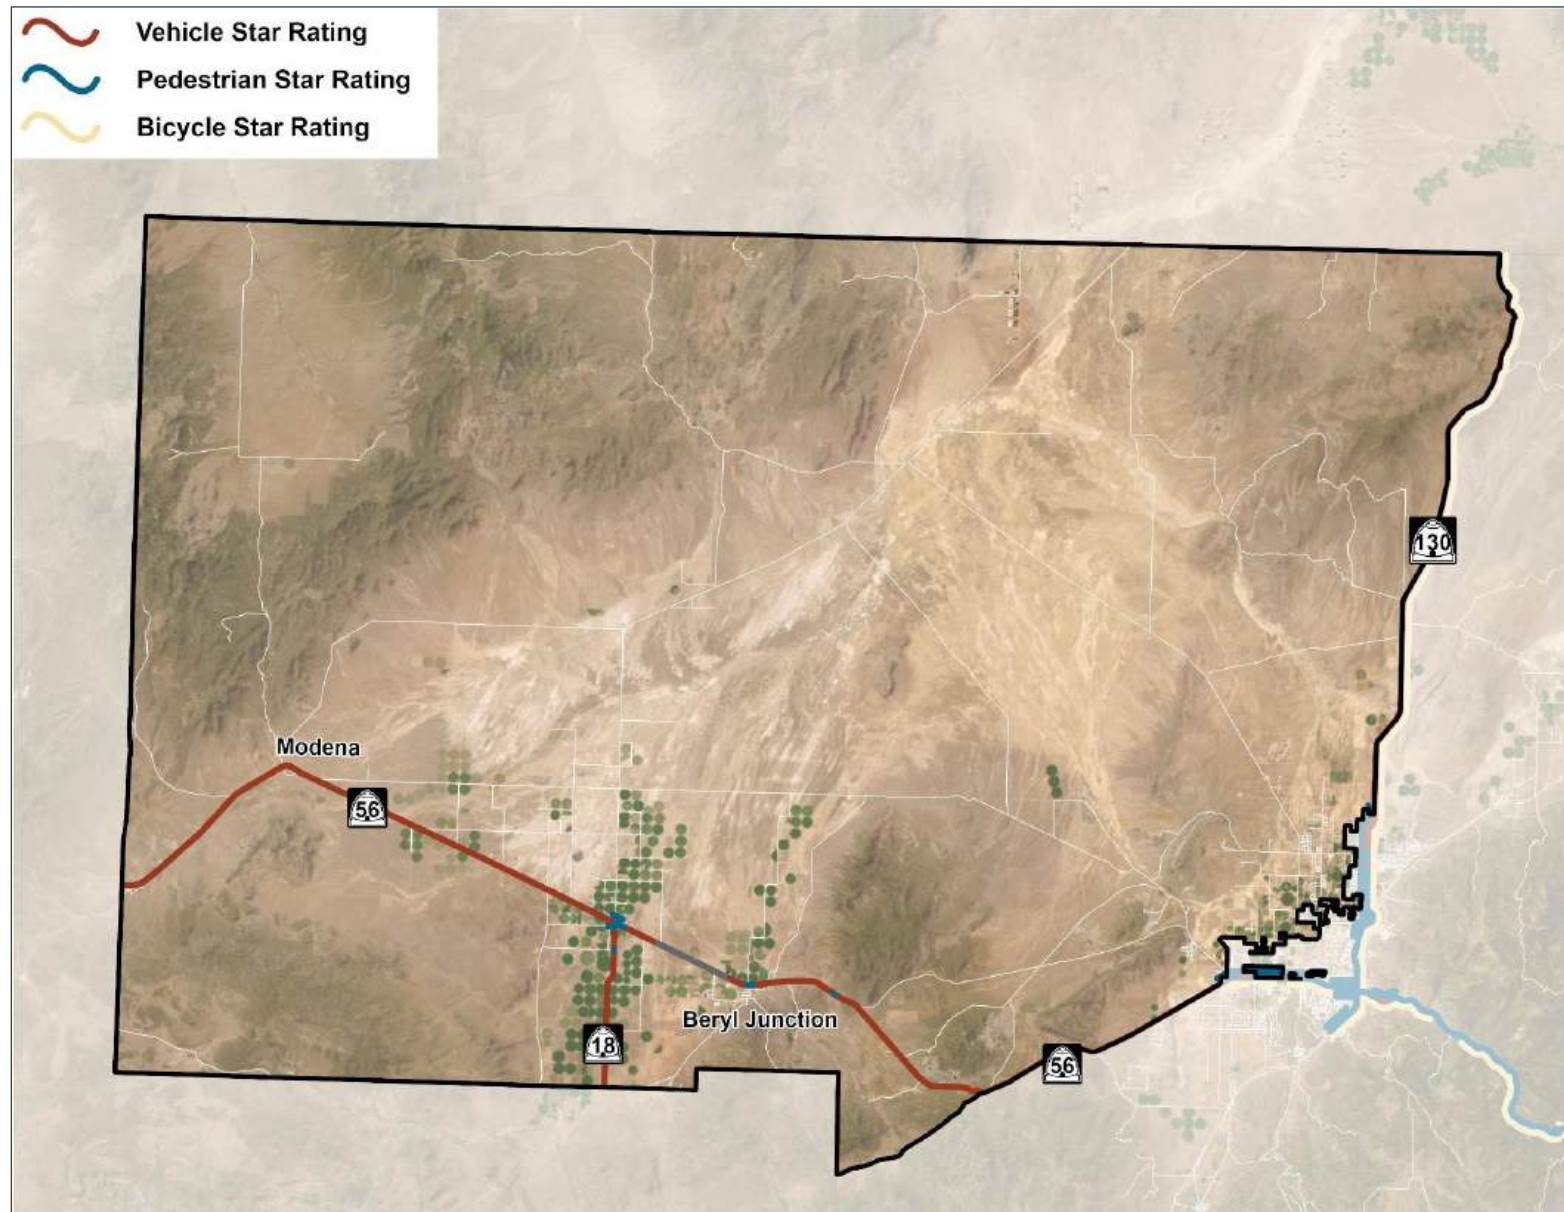 Vehicle Star Rating
Pedestrian Star Rating
Bicycle Star Rating
130
Modena
56
Beryl Junction
18
56